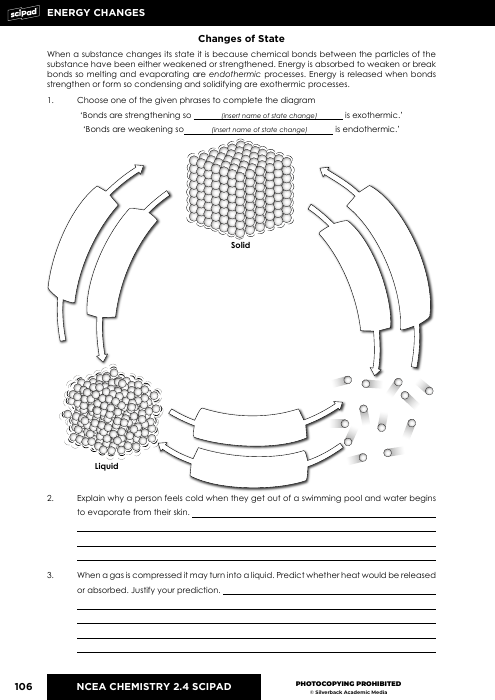 scipad ENERGY CHANGES
Changes of State
When a substance changes its state it is because chemical bonds between the particles of the
substance have been either weakened or strengthened. Energy is absorbed to weaken or break
bonds so melting and evaporating are endothermic processes. Energy is released when bonds
strengthen or form so condensing and solidifying are exothermic processes.
1. Choose one of the given phrases to complete the diagram
'Bonds are strengthening so (insert name of state change) is exothermic.'
'Bonds are weakening so (insert name of state change) is endothermic.'
Solid
Liquid
2. Explain why a person feels cold when they get out of a swimming pool and water begins
to evaporate from their skin.
3. When a gas is compressed it may turn into a liquid. Predict whether heat would be released
or absorbed. Justify your prediction.
106 NCEA CHEMISTRY 2.4 SCIPAD PHOTOCOPYING PROHIBITED
© Silverback Academic Media